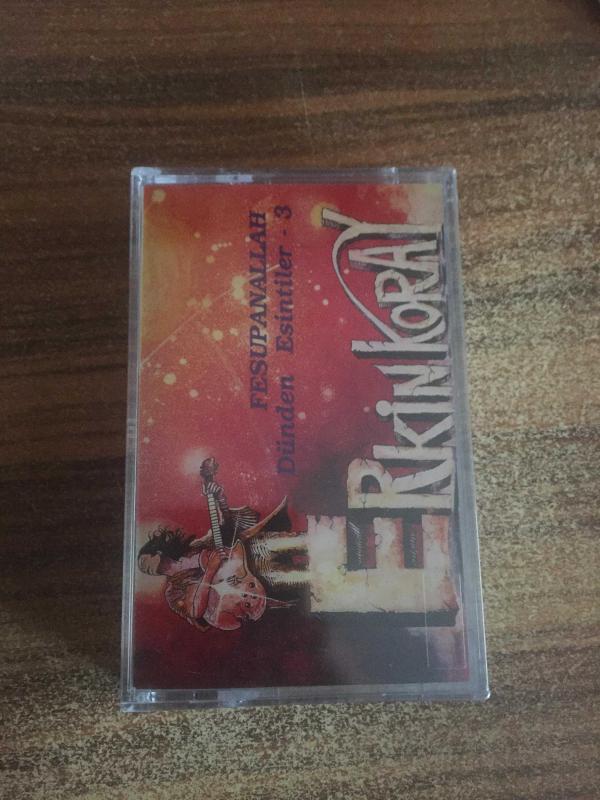 FESUPANALLAH
Dünden Esintiler - 3
ERKİN KORAY